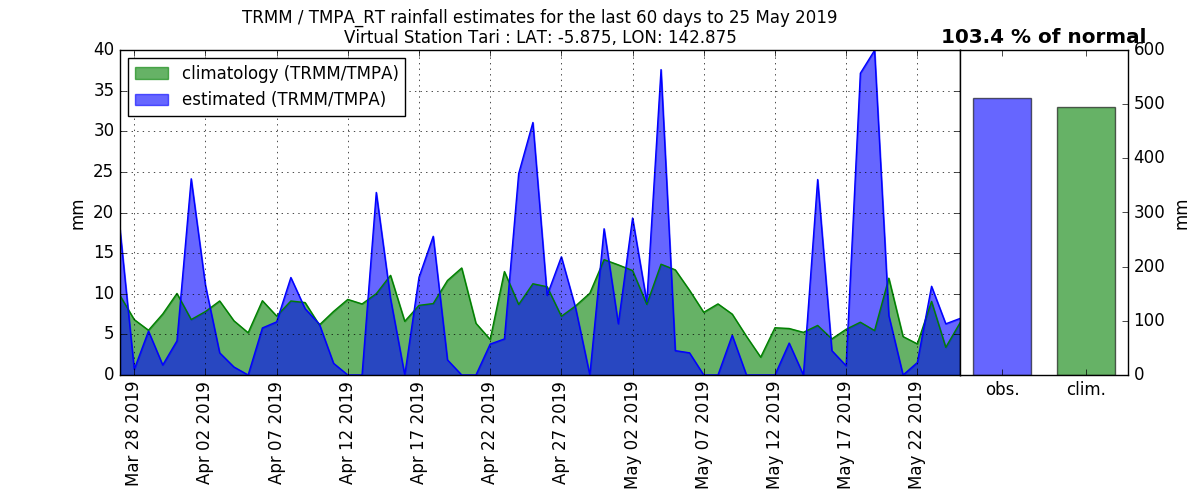 TRMM / TMPA_RT rainfall estimates for the last 60 days to 25 May 2019
Virtual Station Tari : LAT: -5.875, LON: 142.875
103.4 % of normal
climatology (TRMM/TMPA)
estimated (TRMM/TMPA)
40
35
30
25
20
15
10
5
0
mm
600
500
400
300
200
100
0
mm
Mar 28 2019
Apr 02 2019
Apr 07 2019
Apr 12 2019
Apr 17 2019
Apr 22 2019
Apr 27 2019
May 02 2019
May 07 2019
May 12 2019
May 17 2019
May 22 2019
obs.
clim.